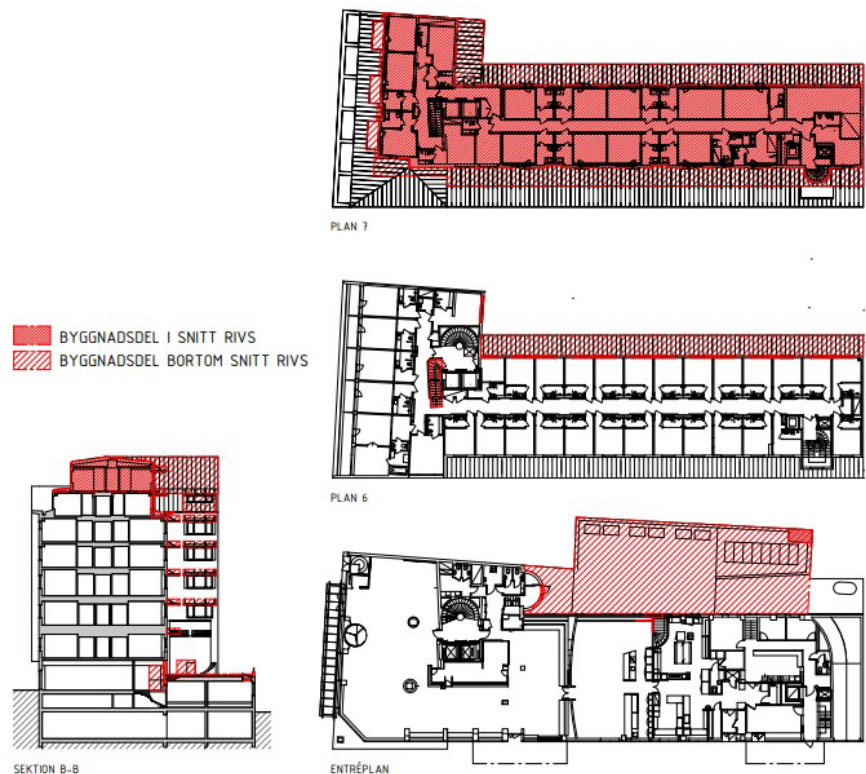 PLAN 7
BYGGNADSDEL I SNITT RIVS
BYGGNADSDEL BORTOM SNITT RIVS
PLAN 6
SEKTION B-B
ENTRÉPLAN